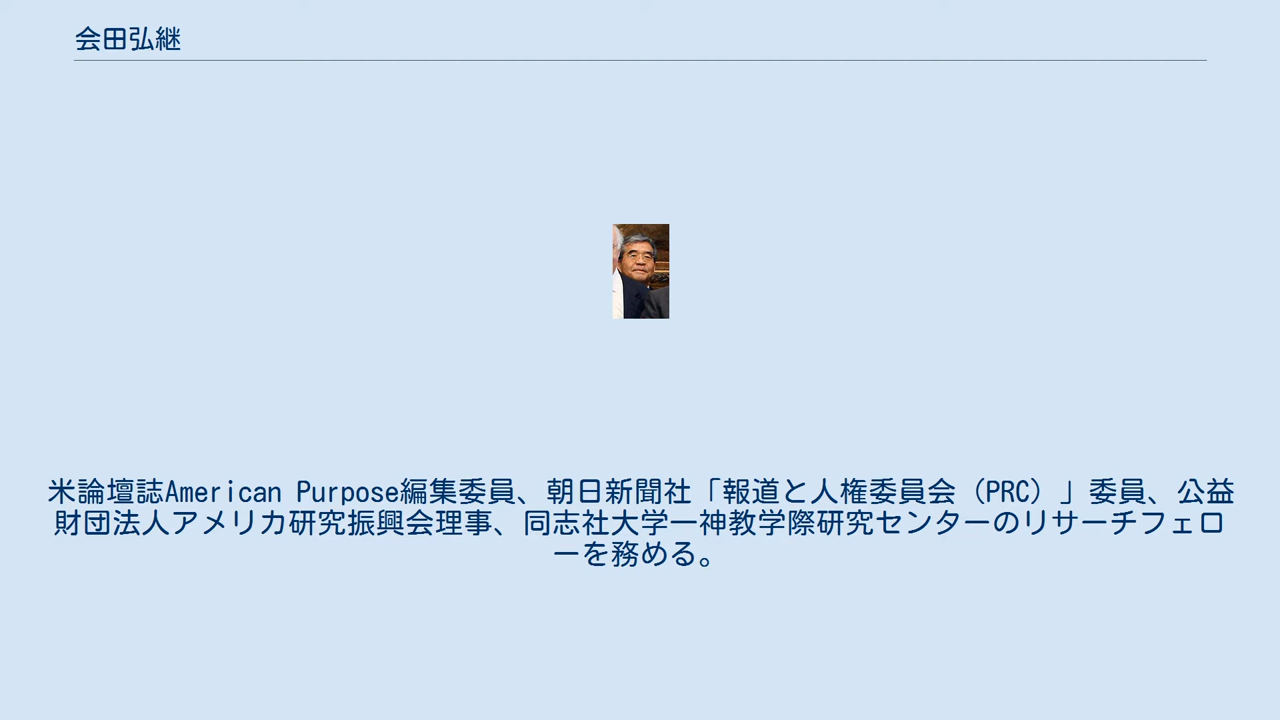 会田弘継
米論壇誌American Purpose編集委員、朝日新聞社「報道と人権委員会（PRC）」委員、公益
財団法人アメリカ研究振興会理事、同志社大学一神教学際研究センターのリサーチフェロ
ーを務める。